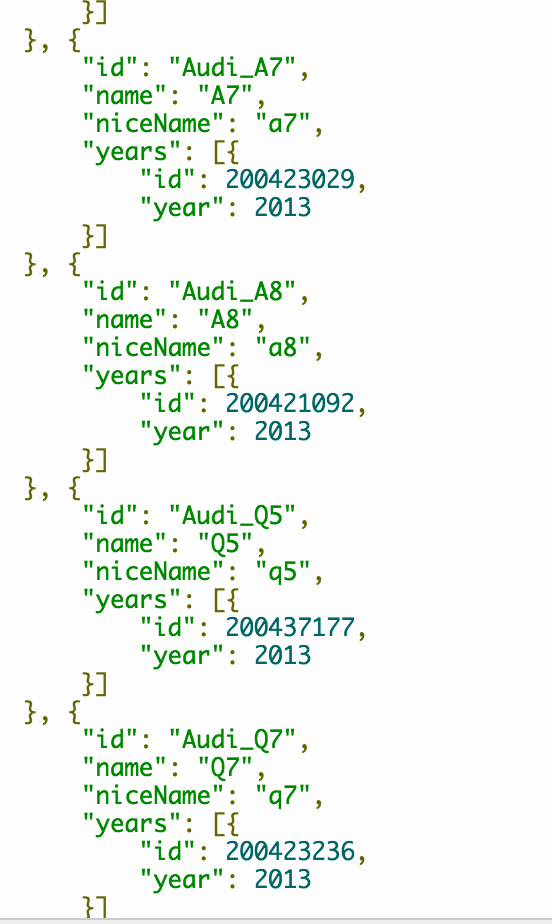 }]
}, {
"id": "Audi_A7",
"name": "A7",
"niceName": "a7",
"years": [{
"id": 200423029,
"year": 2013
}]
}, {
"id": "Audi_A8",
"name": "A8",
"niceName": "a8",
"years": [{
"id": 200421092,
"year": 2013
}]
}, {
"id": "Audi_Q5",
"name": "Q5",
"niceName": "q5",
"years": [{
"id": 200437177,
"year": 2013
}]
}, {
"id": "Audi_Q7",
"name": "Q7",
"niceName": "q7",
"years": [{
"id": 200423236,
"year": 2013
}]